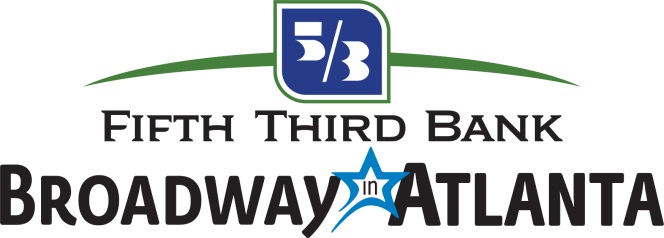 5/3
FIFTH THIRD BANK
BROADWAY in ATLANTA